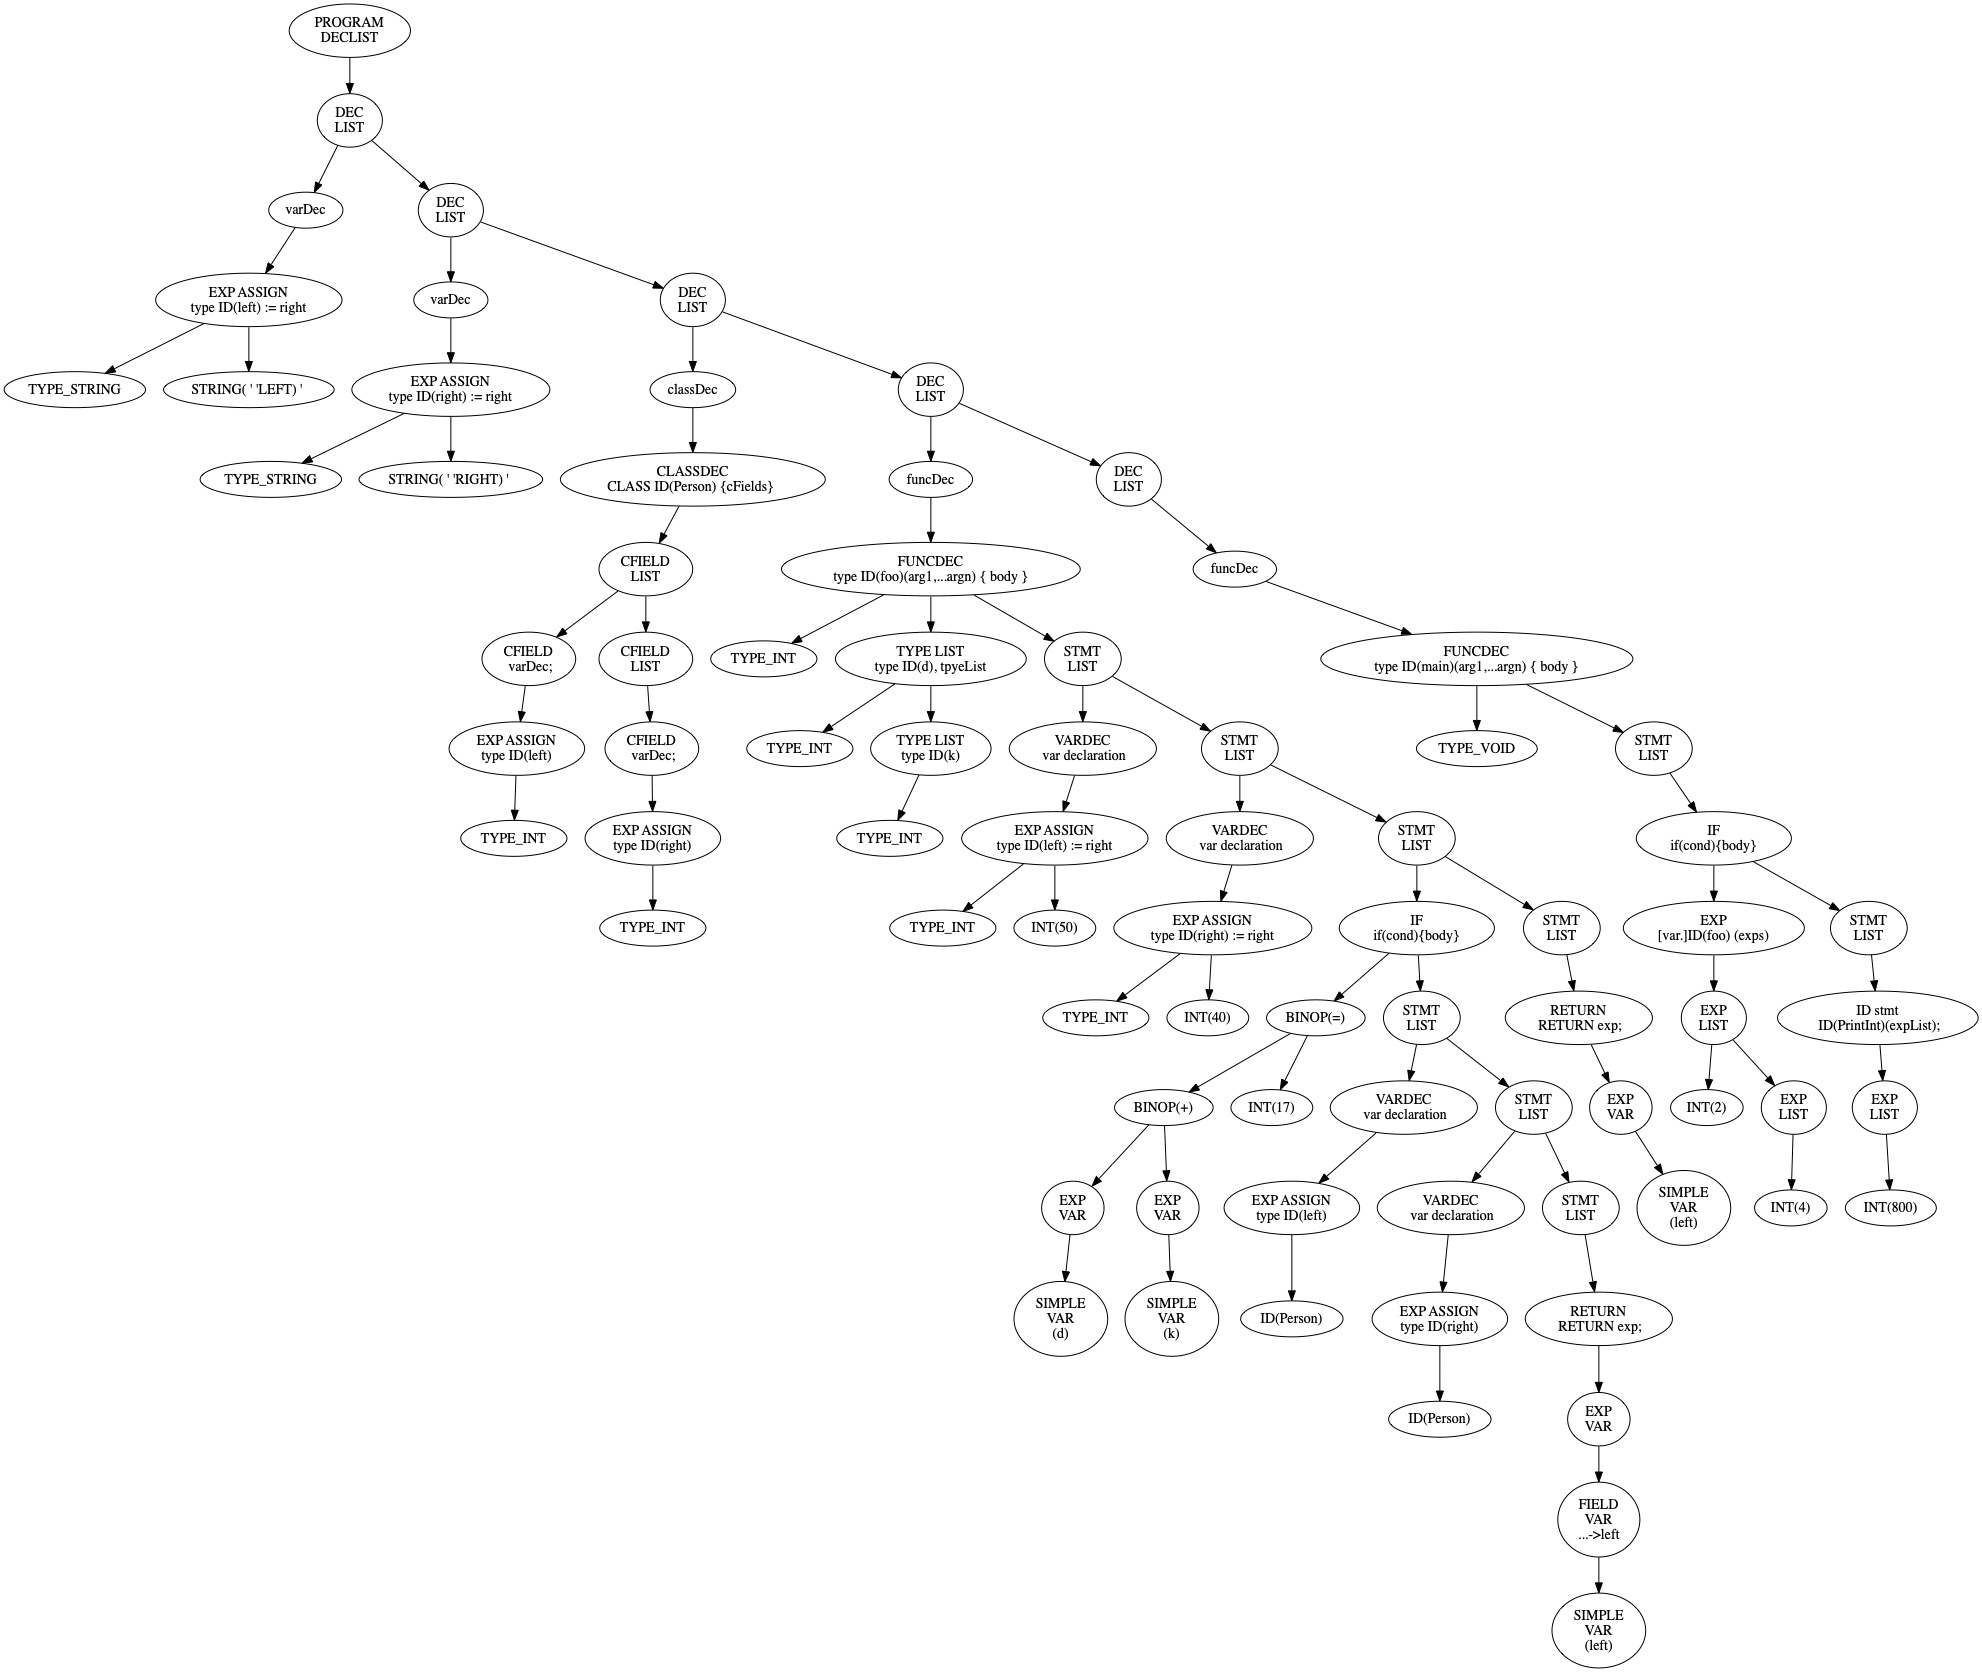 PROGRAM
DECLIST
DEC
LIST
varDec
DEC
LIST
EXP ASSIGN
type ID(left) := right
varDec
DEC
LIST
TYPE_STRING
STRING( ' 'LEFT) '
EXP ASSIGN
type ID(right) := right
classDec
DEC
LIST
TYPE_STRING
STRING( ' 'RIGHT) '
CLASSDEC
CLASS ID(Person) {cFields}
funcDec
DEC
LIST
CFIELD
LIST
FUNCDEC
type ID(foo)(arg1,...argn) { body }
funcDec
CFIELD
varDec;
CFIELD
LIST
TYPE_INT
TYPE LIST
type ID(d), tpyeList
STMT
LIST
FUNCDEC
type ID(main)(arg1,...argn) { body }
EXP ASSIGN
type ID(left)
CFIELD
varDec;
TYPE_INT
TYPE LIST
type ID(k)
VARDEC
var declaration
STMT
LIST
TYPE_VOID
STMT
LIST
TYPE_INT
EXP ASSIGN
type ID(right)
TYPE_INT
EXP ASSIGN
type ID(left) := right
VARDEC
var declaration
STMT
LIST
IF
if(cond){body}
TYPE_INT
TYPE_INT
INT(50)
EXP ASSIGN
type ID(right) := right
IF
if(cond){body}
STMT
LIST
EXP
[var.]ID(foo) (exps)
STMT
LIST
TYPE_INT
INT(40)
BINOP(=)
STMT
LIST
RETURN
RETURN exp;
EXP
LIST
ID stmt
ID(PrintInt)(expList);
BINOP(+)
INT(17)
VARDEC
var declaration
STMT
LIST
EXP
VAR
INT(2)
EXP
LIST
EXP
LIST
EXP
VAR
EXP
VAR
EXP ASSIGN
type ID(left)
VARDEC
var declaration
STMT
LIST
SIMPLE
VAR
(left)
INT(4)
INT(800)
SIMPLE
VAR
(d)
SIMPLE
VAR
(k)
ID(Person)
EXP ASSIGN
type ID(right)
RETURN
RETURN exp;
ID(Person)
EXP
VAR
FIELD
VAR
...->left
SIMPLE
VAR
(left)